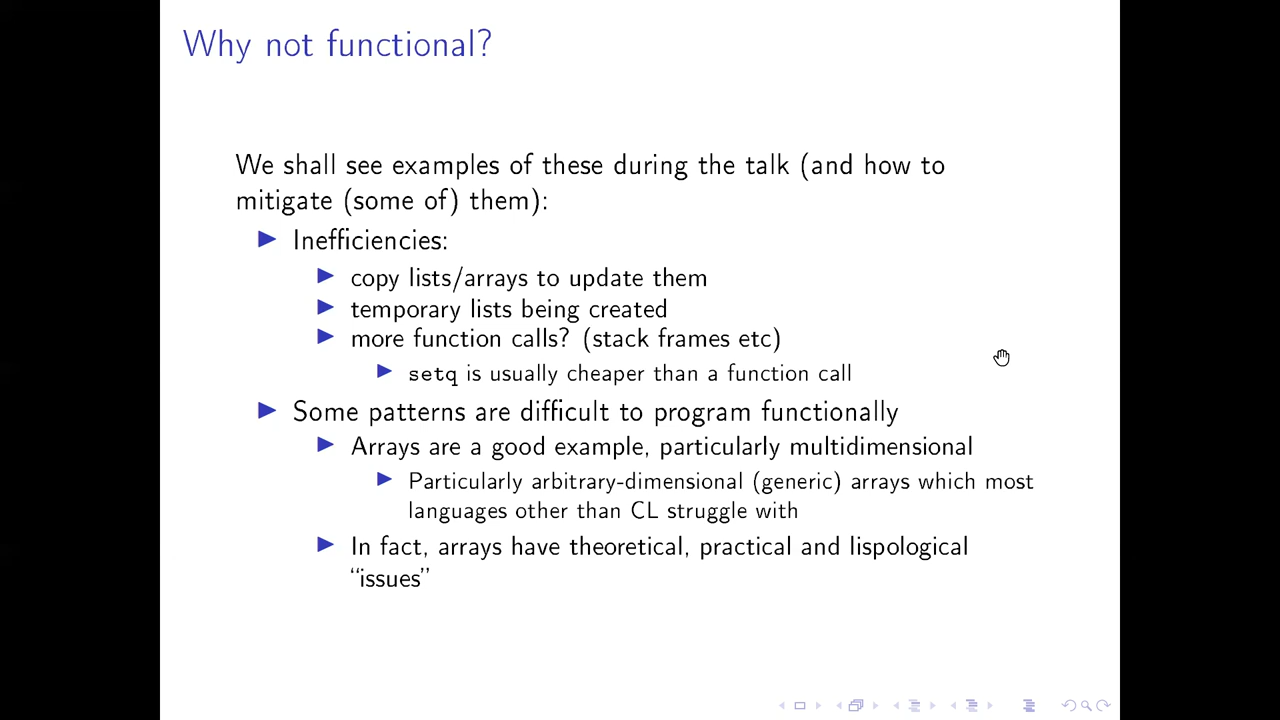 Why not functional?
We shall see examples of these during the talk (and how to
mitigate (some of) them):
Inefficiencies:
copy lists/arrays to update them
temporary lists being created
more function calls? (stack frames etc)
setq is usually cheaper than a function call
Some patterns are difficult to program functionally
Arrays are a good example, particularly multidimensional
Particularly arbitrary-dimensional (generic) arrays which most
languages other than CL struggle with
In fact, arrays have theoretical, practical and lispological
“issues”